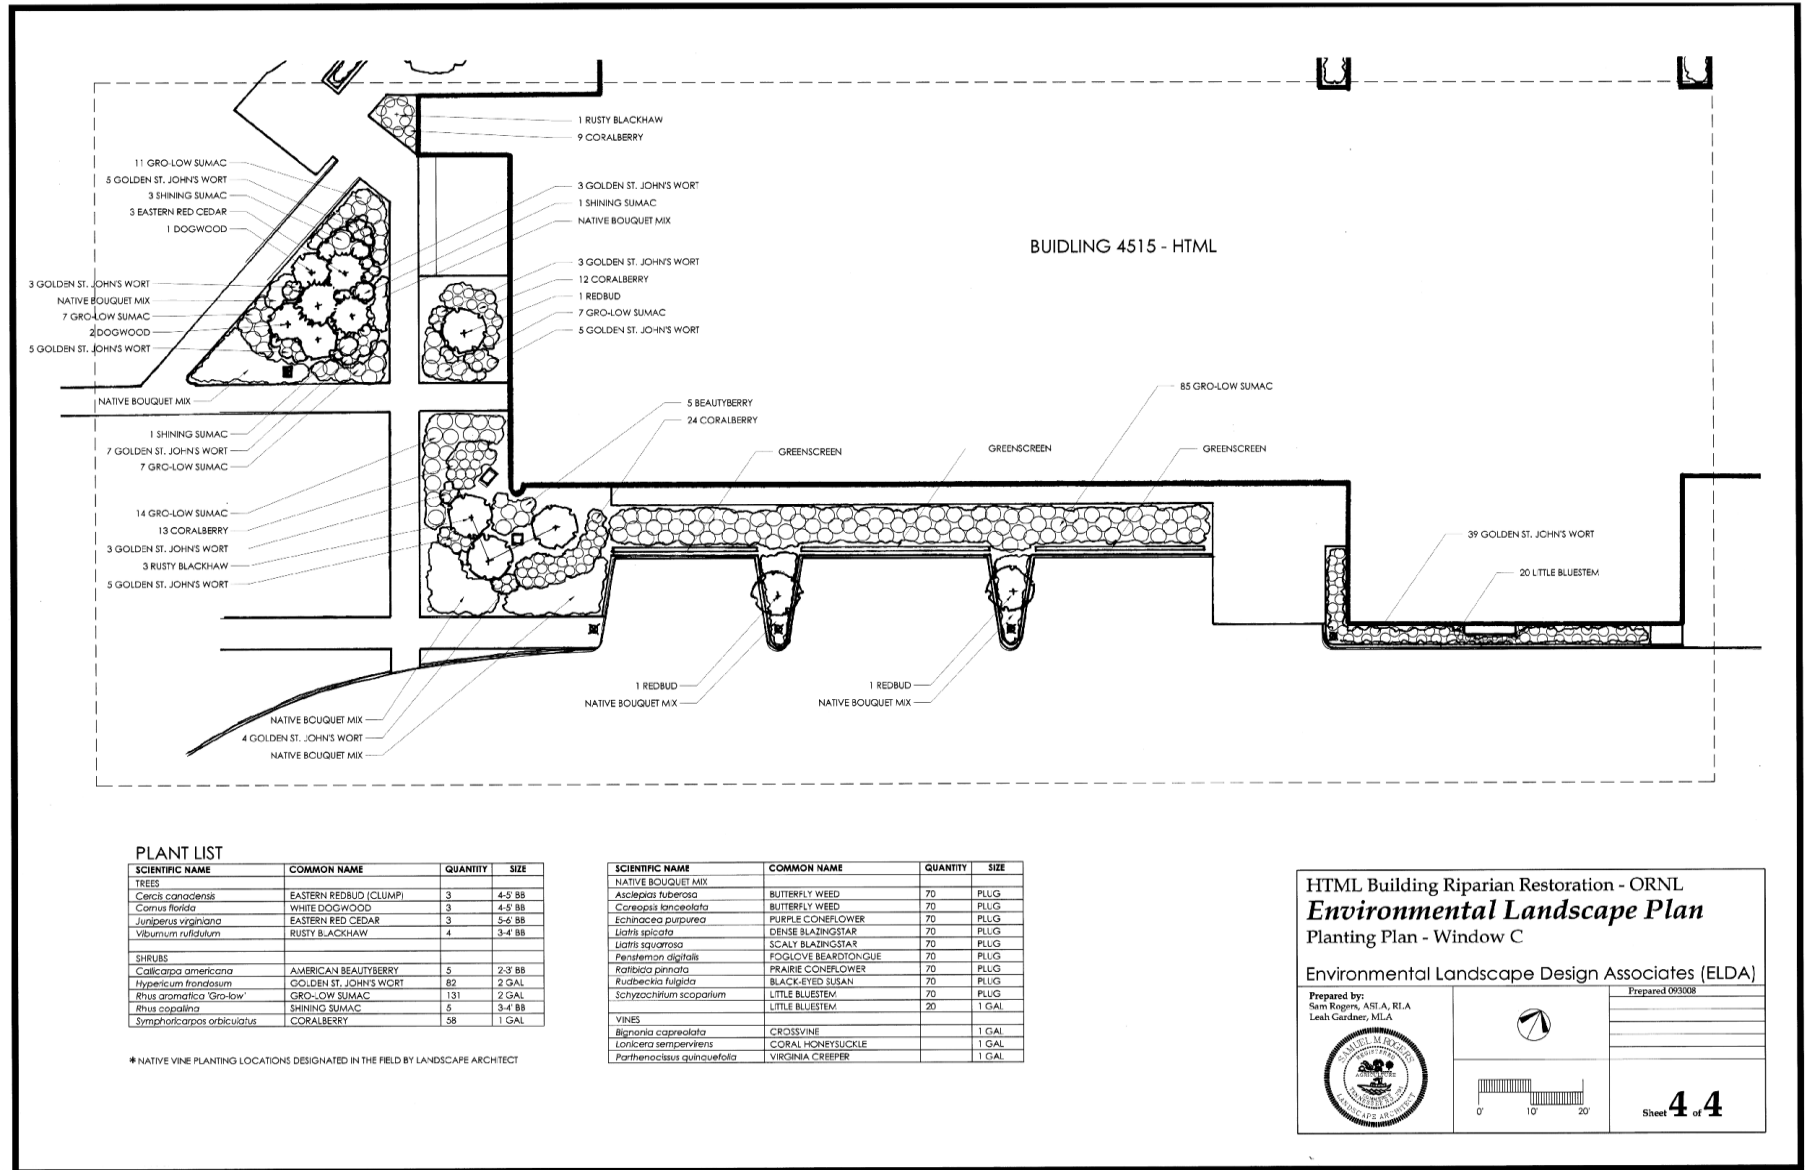 1 RUSTY BLACKHAW
9 CORALBERRY
11 GRO-LOW SUMAC
5 GOLDEN ST. JOHN'S WORT
3 SHINING SUMAC
3 EASTERN RED CEDAR
1 DOGWOOD
3 GOLDEN ST. JOHN'S WORT
1 SHINING SUMAC
NATIVE BOUQUET MIX
BUIDLING 4515 - HTML
3 GOLDEN ST. JOHN'S WORT
12 CORALBERRY
1 REDBUD
7 GRO-LOW SUMAC
5 GOLDEN ST. JOHN'S WORT
3 GOLDEN ST. JOHN'S WORT
NATIVE BOUQUET MIX
7 GRO-LOW SUMAC
2 DOGWOOD
5 GOLDEN ST. JOHN'S WORT
NATIVE BOUQUET MIX
1 SHINING SUMAC
7 GOLDEN ST. JOHN'S WORT
7 GRO-LOW SUMAC
5 BEAUTYBERRY
24 CORALBERRY
85 GRO-LOW SUMAC
GREENSCREEN
GREENSCREEN
GREENSCREEN
14 GRO-LOW SUMAC
13 CORALBERRY
3 GOLDEN ST. JOHN'S WORT
3 RUSTY BLACKHAW
5 GOLDEN ST. JOHN'S WORT
39 GOLDEN ST. JOHN'S WORT
20 LITTLE BLUESTEM
1 REDBUD
NATIVE BOUQUET MIX
1 REDBUD
NATIVE BOUQUET MIX
NATIVE BOUQUET MIX
4 GOLDEN ST. JOHN'S WORT
NATIVE BOUQUET MIX
PLANT LIST
SCIENTIFIC NAME COMMON NAME QUANTITY SIZE
TREES
Cercis canadensis EASTERN REDBUD (CLUMP) 3 4-5' BB
Cornus florida WHITE DOGWOOD 3 4-5' BB
Juniperus virginiana EASTERN RED CEDAR 3 5-6' BB
Viburnum rufidulum RUSTY BLACKHAW 4 3-4' BB
SHRUBS
Callicarpa americana AMERICAN BEAUTYBERRY 5 2-3' BB
Hypericum frondosum GOLDEN ST. JOHN'S WORT 82 2 GAL
Rhus aromatica 'Gro-low' GRO-LOW SUMAC 131 2 GAL
Rhus copalina SHINING SUMAC 5 3-4' BB
Symphoricarpos orbiculatus CORALBERRY 58 1 GAL
* NATIVE VINE PLANTING LOCATIONS DESIGNATED IN THE FIELD BY LANDSCAPE ARCHITECT
SCIENTIFIC NAME COMMON NAME QUANTITY SIZE
NATIVE BOUQUET MIX
Asclepias tuberosa BUTTERFLY WEED 70 PLUG
Coreopsis lanceolata BUTTERFLY WEED 70 PLUG
Echinacea purpurea PURPLE CONEFLOWER 70 PLUG
Liatris spicata DENSE BLAZINGSTAR 70 PLUG
Liatris squarrosa SCALY BLAZINGSTAR 70 PLUG
Penstemon digitalis FOGLOVE BEARDTONGUE 70 PLUG
Ratibida pinnata PRAIRIE CONEFLOWER 70 PLUG
Rudbeckia fulgida BLACK-EYED SUSAN 70 PLUG
Schyzachirium scoparium LITTLE BLUESTEM 70 PLUG
LITTLE BLUESTEM 20 1 GAL
VINES
Bignonia capreolata CROSSVINE 1 GAL
Lonicera sempervirens CORAL HONEYSUCKLE 1 GAL
Parthenocissus quinquefolia VIRGINIA CREEPER 1 GAL
HTML Building Riparian Restoration - ORNL
Environmental Landscape Plan
Planting Plan - Window C
Environmental Landscape Design Associates (ELDA)
Prepared by:
Sam Rogers, ASLA, RLA
Leah Gardner, MLA
Prepared 093008
SAMUEL M. ROGERS
REGISTERED
AGRICULTURE
COMMERCE
LANDSCAPE ARCHITECT
0' 10' 20'
Sheet 4 of 4